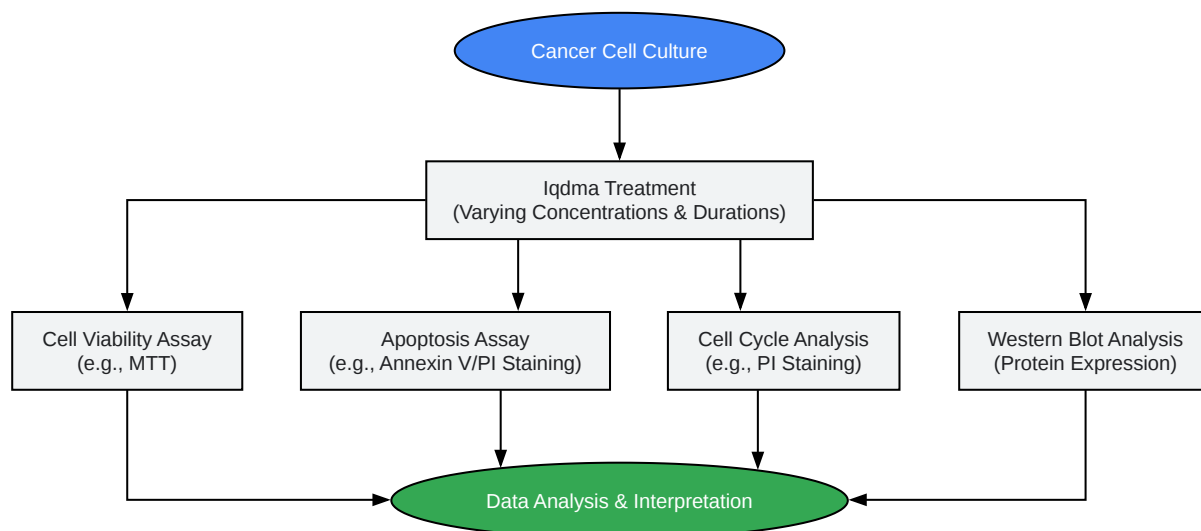 Cancer Cell Culture
Iqdma Treatment
(Varying Concentrations & Durations)
Cell Viability Assay
(e.g., MTT)
Apoptosis Assay
(e.g., Annexin V/PI Staining)
Cell Cycle Analysis
(e.g., PI Staining)
Western Blot Analysis
(Protein Expression)
Data Analysis & Interpretation